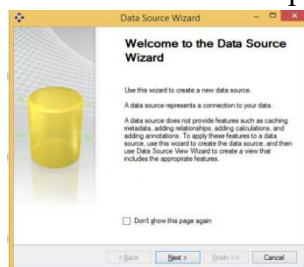 Data Source Wizard
Welcome to the Data Source
Wizard
Use this wizard to create a new data source.
A data source represents a connection to your data.
A data source does not provide features such as caching
metadata, adding relationships, adding calculations, and
adding annotations. To apply these features to a data
source, use this wizard to create the data source, and then
use Data Source View Wizard to create a view that
includes the appropriate features.
Don't show this page again
< Back Next > Finish >>| Cancel